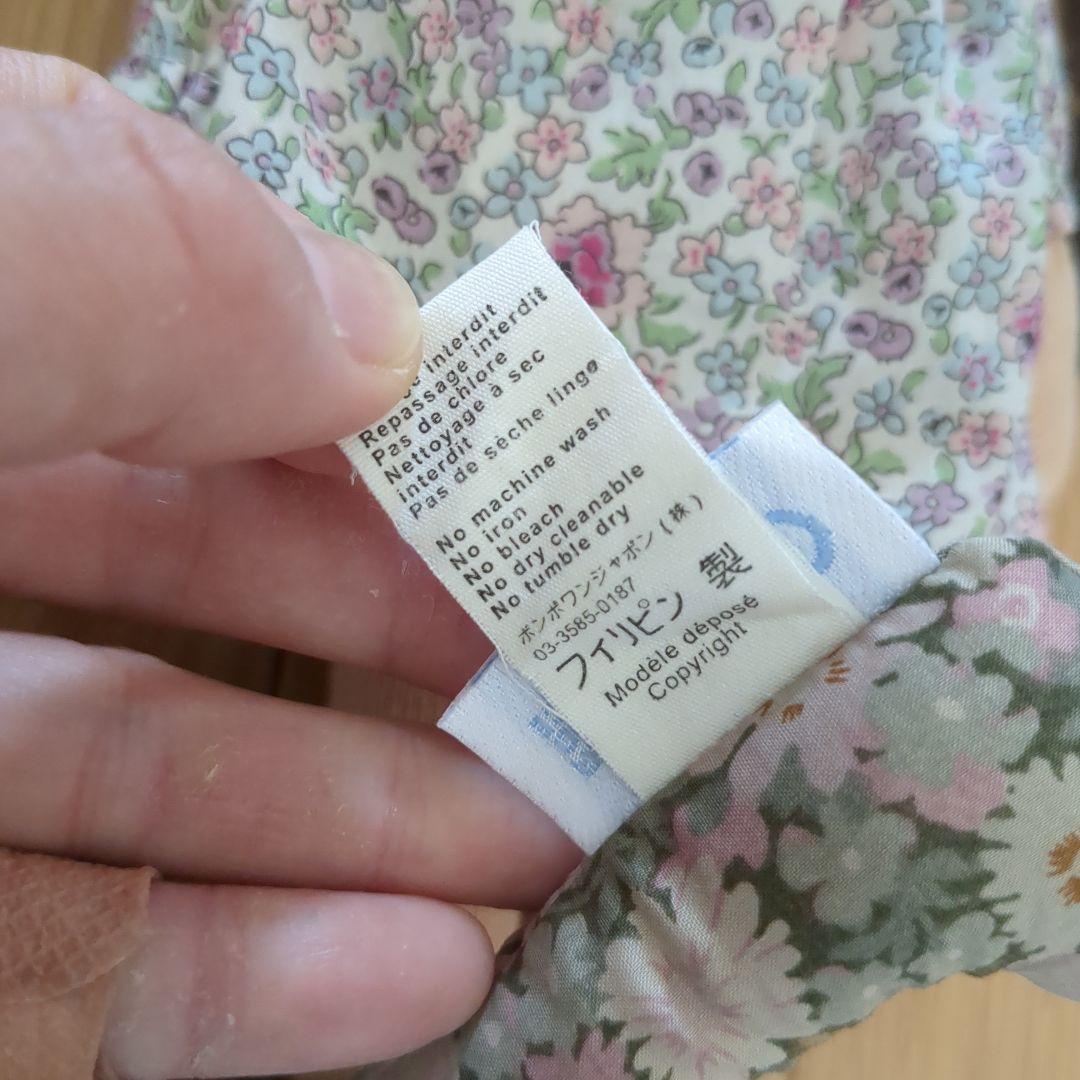 interdit
Repassage interdit
Pas de chlore
Nettoyage à sec
interdit
Pas de sèche linge
No machine wash
No iron
No bleach
No dry cleanable
No tumble dry
ボンポワンジャポン(株)
03-3585-0187
フィリピン 製
Modèle déposé
Copyright